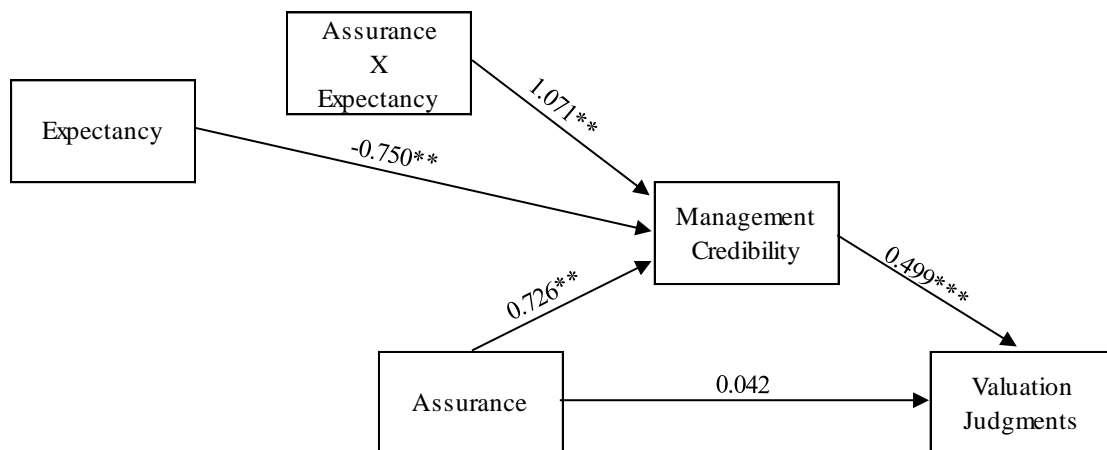 Assurance
X
Expectancy
Expectancy
1.071**
-0.750**
Management
Credibility
0.726**
0.499***
Assurance
0.042
Valuation
Judgments